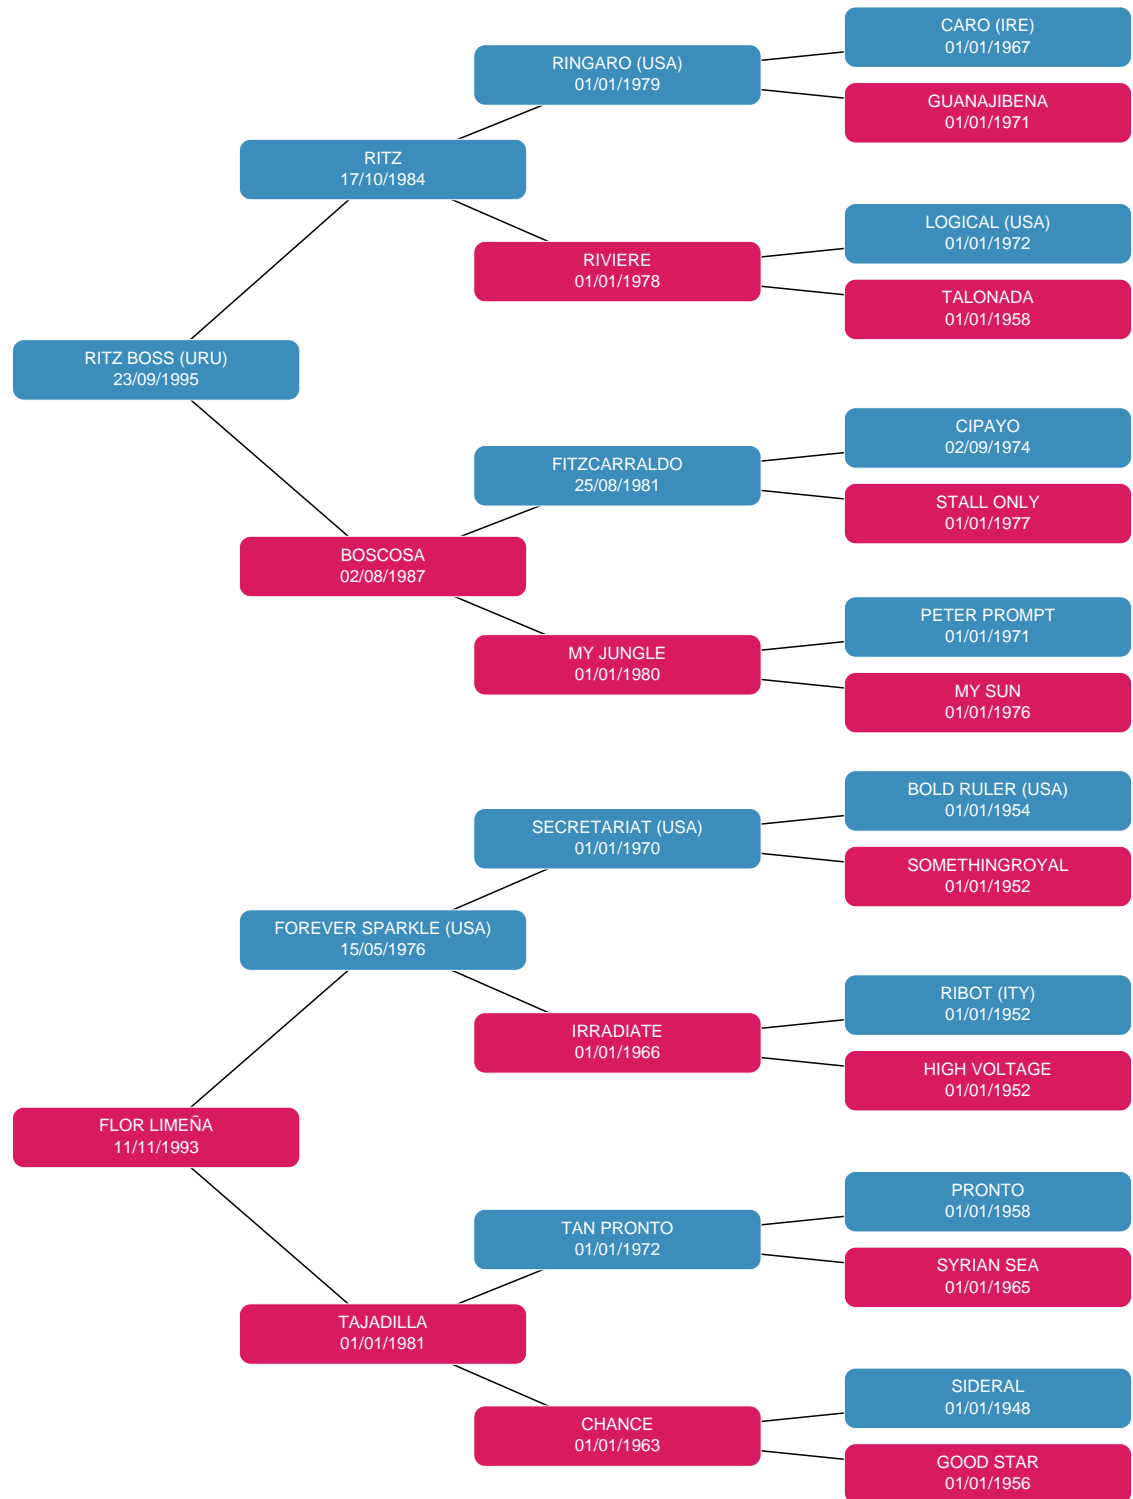 CARO (IRE)
01/01/1967
RINGARO (USA)
01/01/1979
GUANAJIBENA
01/01/1971
RITZ
17/10/1984
LOGICAL (USA)
01/01/1972
RIVIERE
01/01/1978
TALONADA
01/01/1958
RITZ BOSS (URU)
23/09/1995
CIPAYO
02/09/1974
FITZCARRALDO
25/08/1981
STALL ONLY
01/01/1977
BOSCOSA
02/08/1987
PETER PROMPT
01/01/1971
MY JUNGLE
01/01/1980
MY SUN
01/01/1976
BOLD RULER (USA)
01/01/1954
SECRETARIAT (USA)
01/01/1970
SOMETHINGROYAL
01/01/1952
FOREVER SPARKLE (USA)
15/05/1976
RIBOT (ITY)
01/01/1952
IRRADIATE
01/01/1966
HIGH VOLTAGE
01/01/1952
FLOR LIMEÑA
11/11/1993
PRONTO
01/01/1958
TAN PRONTO
01/01/1972
SYRIAN SEA
01/01/1965
TAJADILLA
01/01/1981
SIDERAL
01/01/1948
CHANCE
01/01/1963
GOOD STAR
01/01/1956